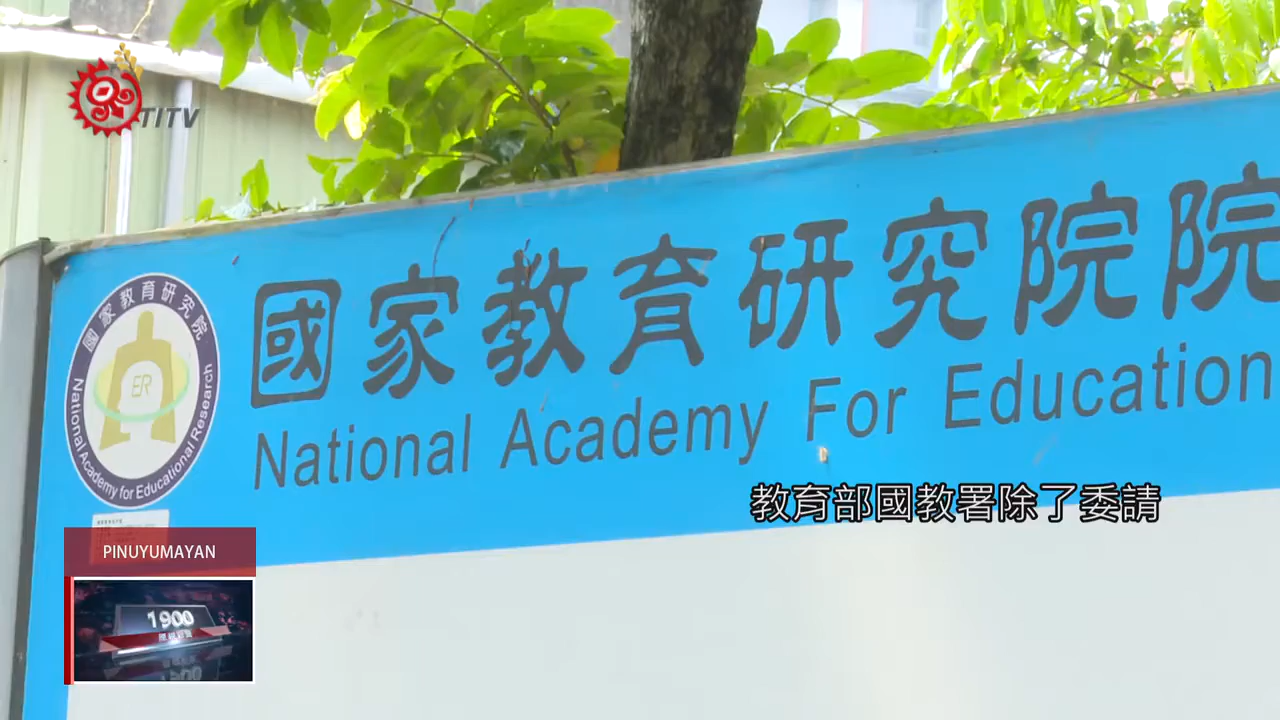 TITV
國家教育研究院院
National Academy For Education
國家教育研究院
ER
National Academy for Educational Research
教育部國教署除了委請
PINUYUMAYAN
1900